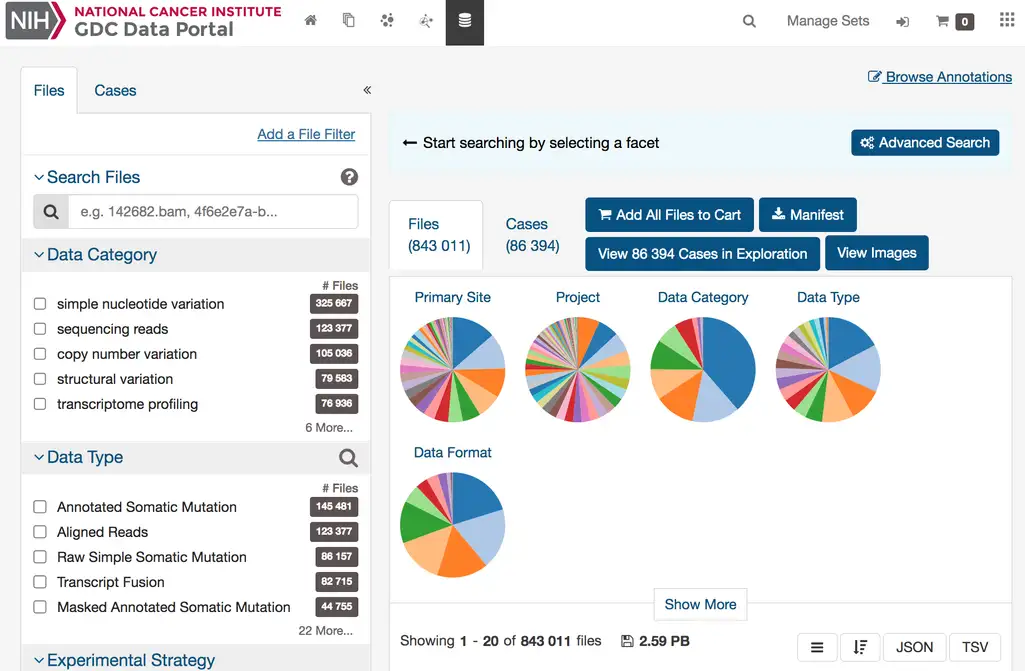 NIH NATIONAL CANCER INSTITUTE
GDC Data Portal
Manage Sets
0
Files
Cases
«
Browse Annotations
Add a File Filter
Start searching by selecting a facet
Advanced Search
Search Files
?
e.g. 142682.bam, 4f6e2e7a-b...
Files
(843 011)
Cases
(86 394)
Add All Files to Cart
Manifest
View 86 394 Cases in Exploration
View Images
Data Category
# Files
simple nucleotide variation 325 667
sequencing reads 123 377
copy number variation 105 036
structural variation 79 583
transcriptome profiling 76 936
6 More...
Primary Site
Project
Data Category
Data Type
Data Type
# Files
Annotated Somatic Mutation 145 481
Aligned Reads 123 377
Raw Simple Somatic Mutation 86 157
Transcript Fusion 82 715
Masked Annotated Somatic Mutation 44 755
22 More...
Data Format
Show More
Experimental Strategy
Showing 1 - 20 of 843 011 files 2.59 PB
JSON
TSV